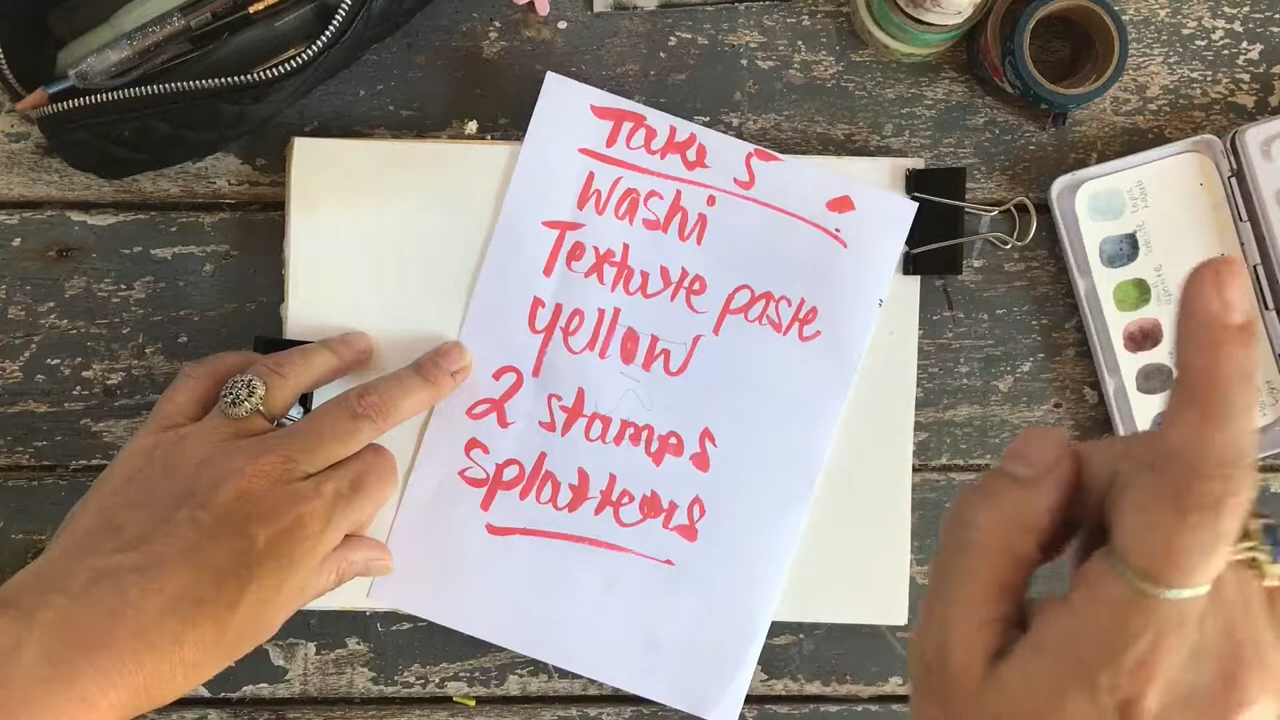 Take 5
Washi
Texture paste
yellow
2 stamps
Splatters